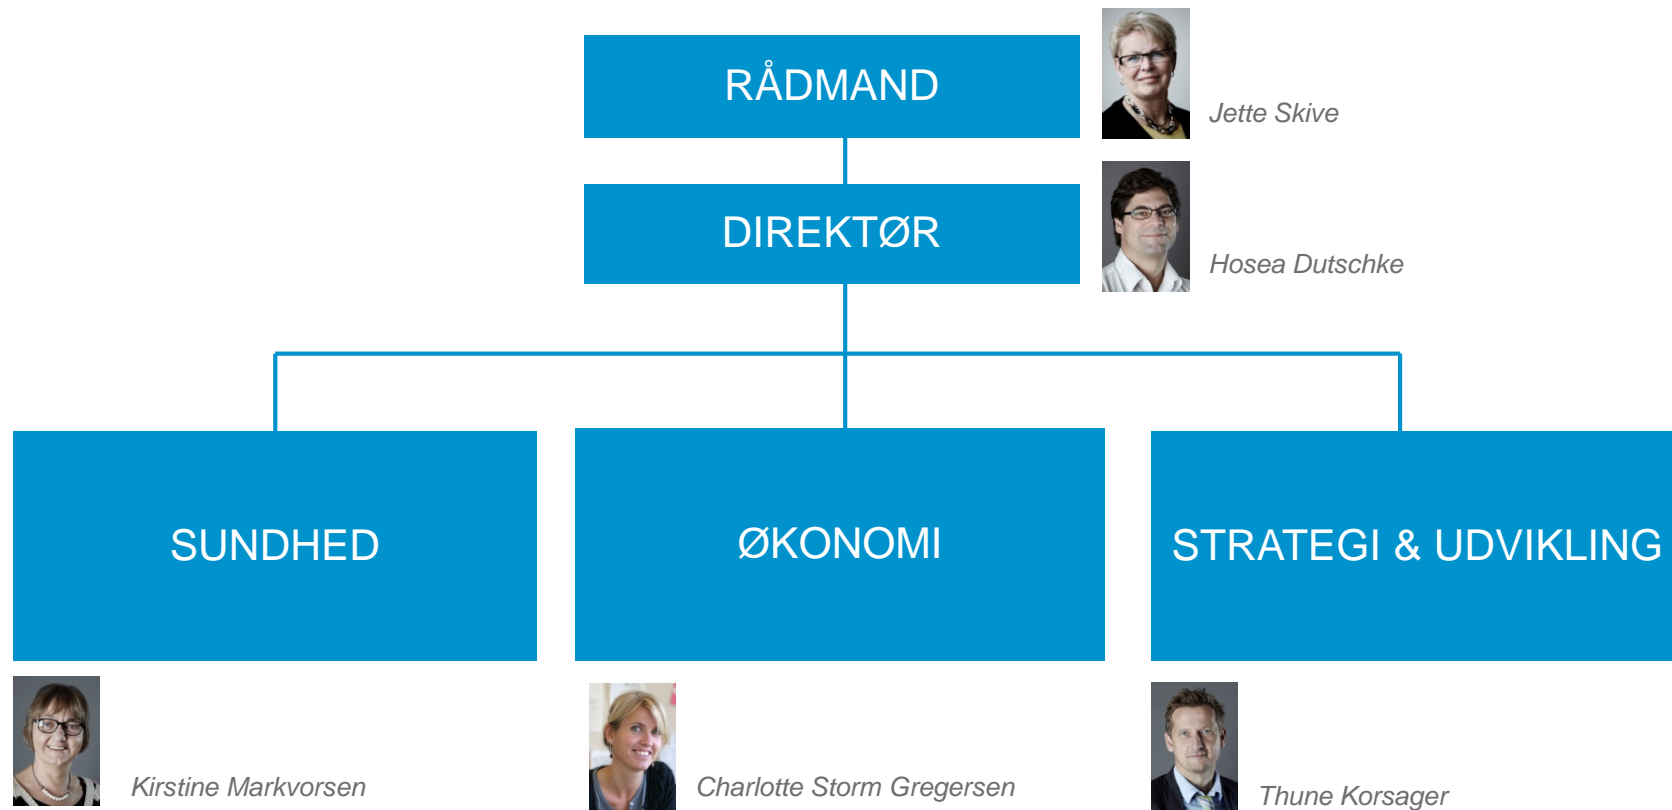 RÅDMAND
Jette Skive
DIREKTØR
Hosea Dutschke
SUNDHED
ØKONOMI
STRATEGI & UDVIKLING
Kirstine Markvorsen
Charlotte Storm Gregersen
Thune Korsager